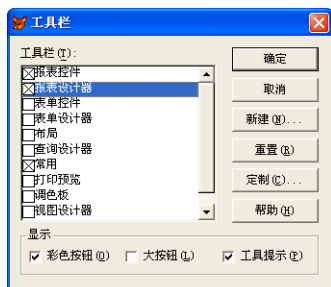 工具栏
工具栏(T):
报表控件
报表设计器
表单控件
表单设计器
布局
查询设计器
常用
打印预览
调色板
视图设计器
确定
取消
新建(N)...
重置(R)
定制(C)...
帮助(H)
显示
彩色按钮(O) 大按钮(L) 工具提示(P)